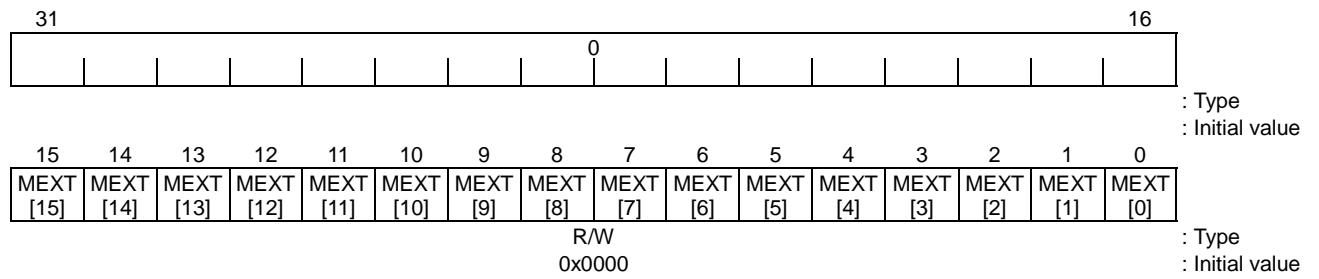 31 16
0
: Type
: Initial value
15 14 13 12 11 10 9 8 7 6 5 4 3 2 1 0
MEXT MEXT MEXT MEXT MEXT MEXT MEXT MEXT MEXT MEXT MEXT MEXT MEXT MEXT MEXT MEXT
[15] [14] [13] [12] [11] [10] [9] [8] [7] [6] [5] [4] [3] [2] [1] [0]
R/W : Type
0x0000 : Initial value